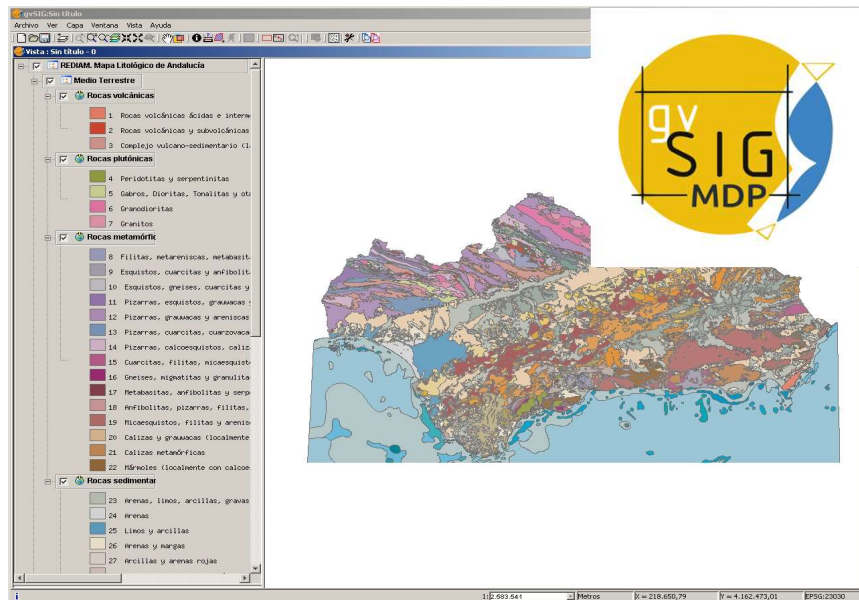 gvSIG:Sin título
Archivo Ver Capa Ventana Vista Ayuda
Vista : Sin título - 0
REDIAM. Mapa Litológico de Andalucía
Medio Terrestre
Rocas volcánicas
1 Rocas volcánicas ácidas e interm
2 Rocas volcánicas y subvolcánicas
3 Complejo vulcano-sedimentario (l
Rocas plutónicas
4 Peridotitas y serpentinitas
5 Gabros, Dioritas, Tonalitas y ot
6 Granodioritas
7 Granitos
Rocas metamórfic
8 Filitas, metareniscas, metabasit
9 Esquistos, cuarcitas y anfibolit
10 Esquistos, gneises, cuarcitas y
11 Pizarras, esquistos, grauwacas y
12 Pizarras, grauwacas y areniscas
13 Pizarras, cuarcitas, cuarzovaca
14 Pizarras, calcoesquistos, caliz
15 Cuarcitas, filitas, micaesquist
16 Gneises, migmatitas y granulita
17 Metabasitas, anfibolitas y serp
18 Anfibolitas, pizarras, filitas,
19 Micaesquistos, filitas y arenis
20 Calizas y grauwacas (localmente
21 Calizas metamórficas
22 Mármoles (localmente con calcoe
Rocas sedimentar
23 Arenas, limos, arcillas, gravas
24 Arenas
25 Limos y arcillas
26 Arenas y margas
27 Arcillas y arenas rojas
gv
SIG
MDP
1: 2.583.541 Metros X = 218.650,79 Y = 4.162.473,01 EPSG:23030